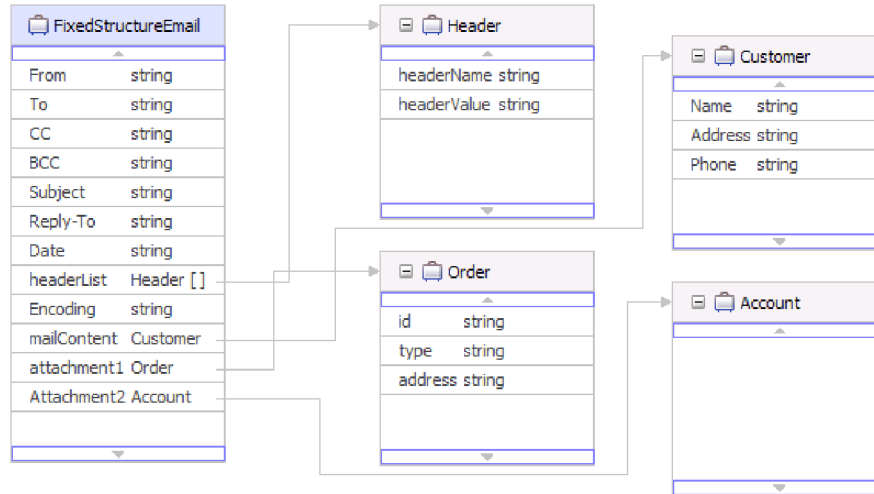 FixedStructureEmail
From string
To string
CC string
BCC string
Subject string
Reply-To string
Date string
headerList Header []
Encoding string
mailContent Customer
attachment1 Order
Attachment2 Account
Header
headerName string
headerValue string
Order
id string
type string
address string
Customer
Name string
Address string
Phone string
Account